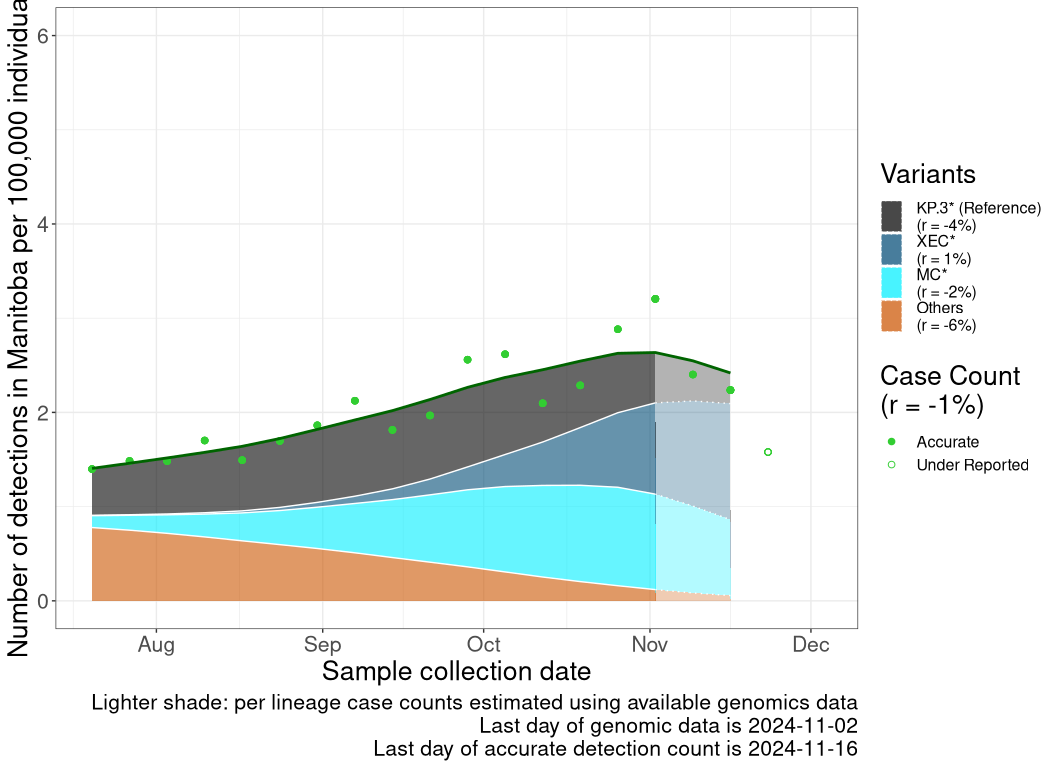 Number of detections in Manitoba per 100,000 individua
6
4
2
0
Aug
Sep
Oct
Nov
Dec
Sample collection date
Lighter shade: per lineage case counts estimated using available genomics data
Last day of genomic data is 2024-11-02
Last day of accurate detection count is 2024-11-16
Variants
KP.3* (Reference)
(r = -4%)
XEC*
(r = 1%)
MC*
(r = -2%)
Others
(r = -6%)
Case Count
(r = -1%)
Accurate
Under Reported